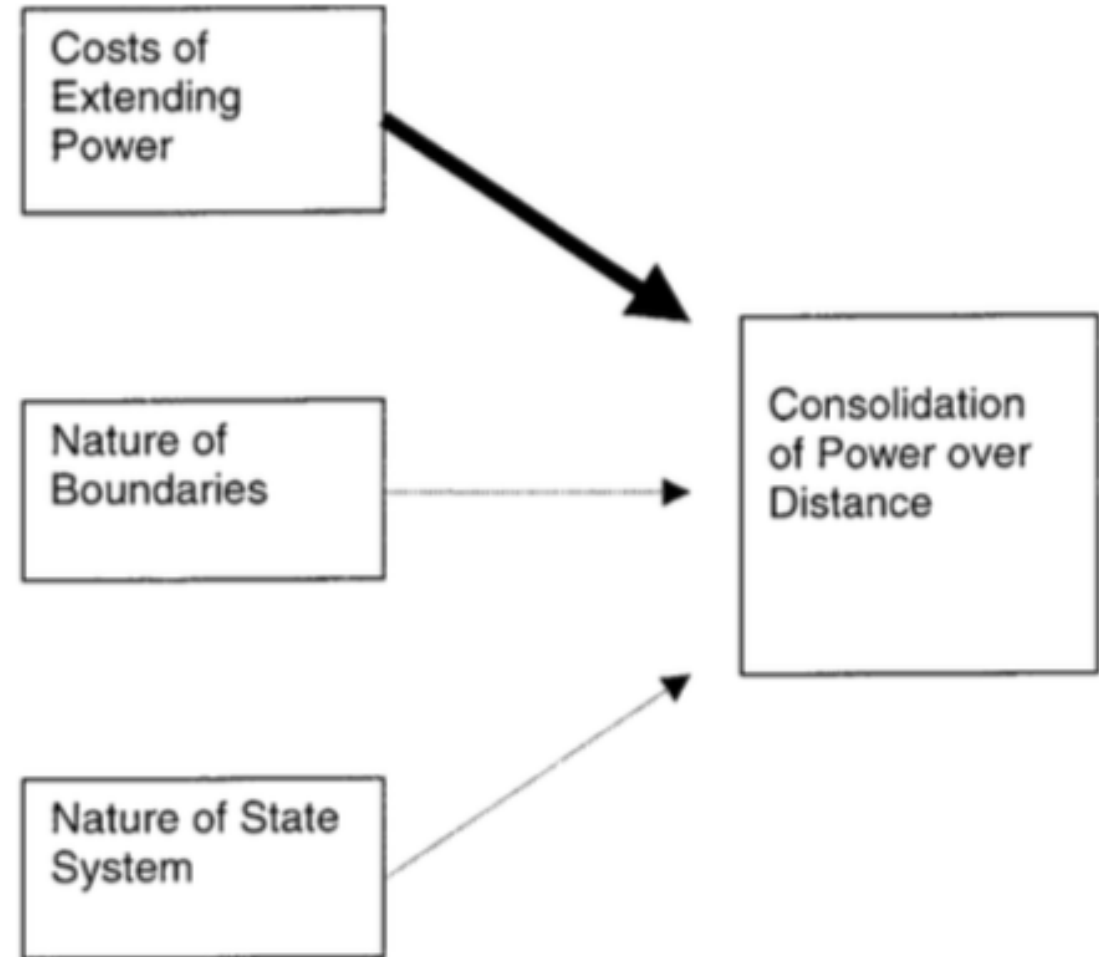 Costs of
Extending
Power
Nature of
Boundaries
Consolidation
of Power over
Distance
Nature of State
System